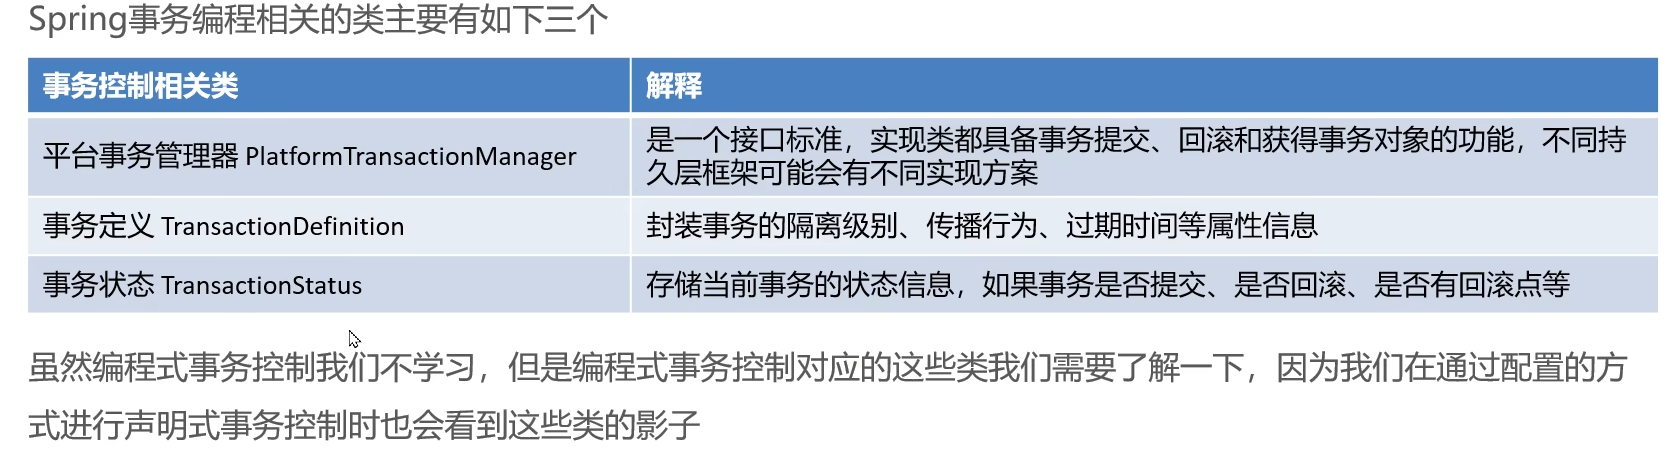 Spring事务编程相关的类主要有如下三个
事务控制相关类
解释
平台事务管理器 PlatformTransactionManager
是一个接口标准，实现类都具备事务提交、回滚和获得事务对象的功能，不同持
久层框架可能会有不同实现方案
事务定义 TransactionDefinition
封装事务的隔离级别、传播行为、过期时间等属性信息
事务状态 TransactionStatus
存储当前事务的状态信息，如果事务是否提交、是否回滚、是否有回滚点等
虽然编程式事务控制我们不学习，但是编程式事务控制对应的这些类我们需要了解一下，因为我们在通过配置的方
式进行声明式事务控制时也会看到这些类的影子